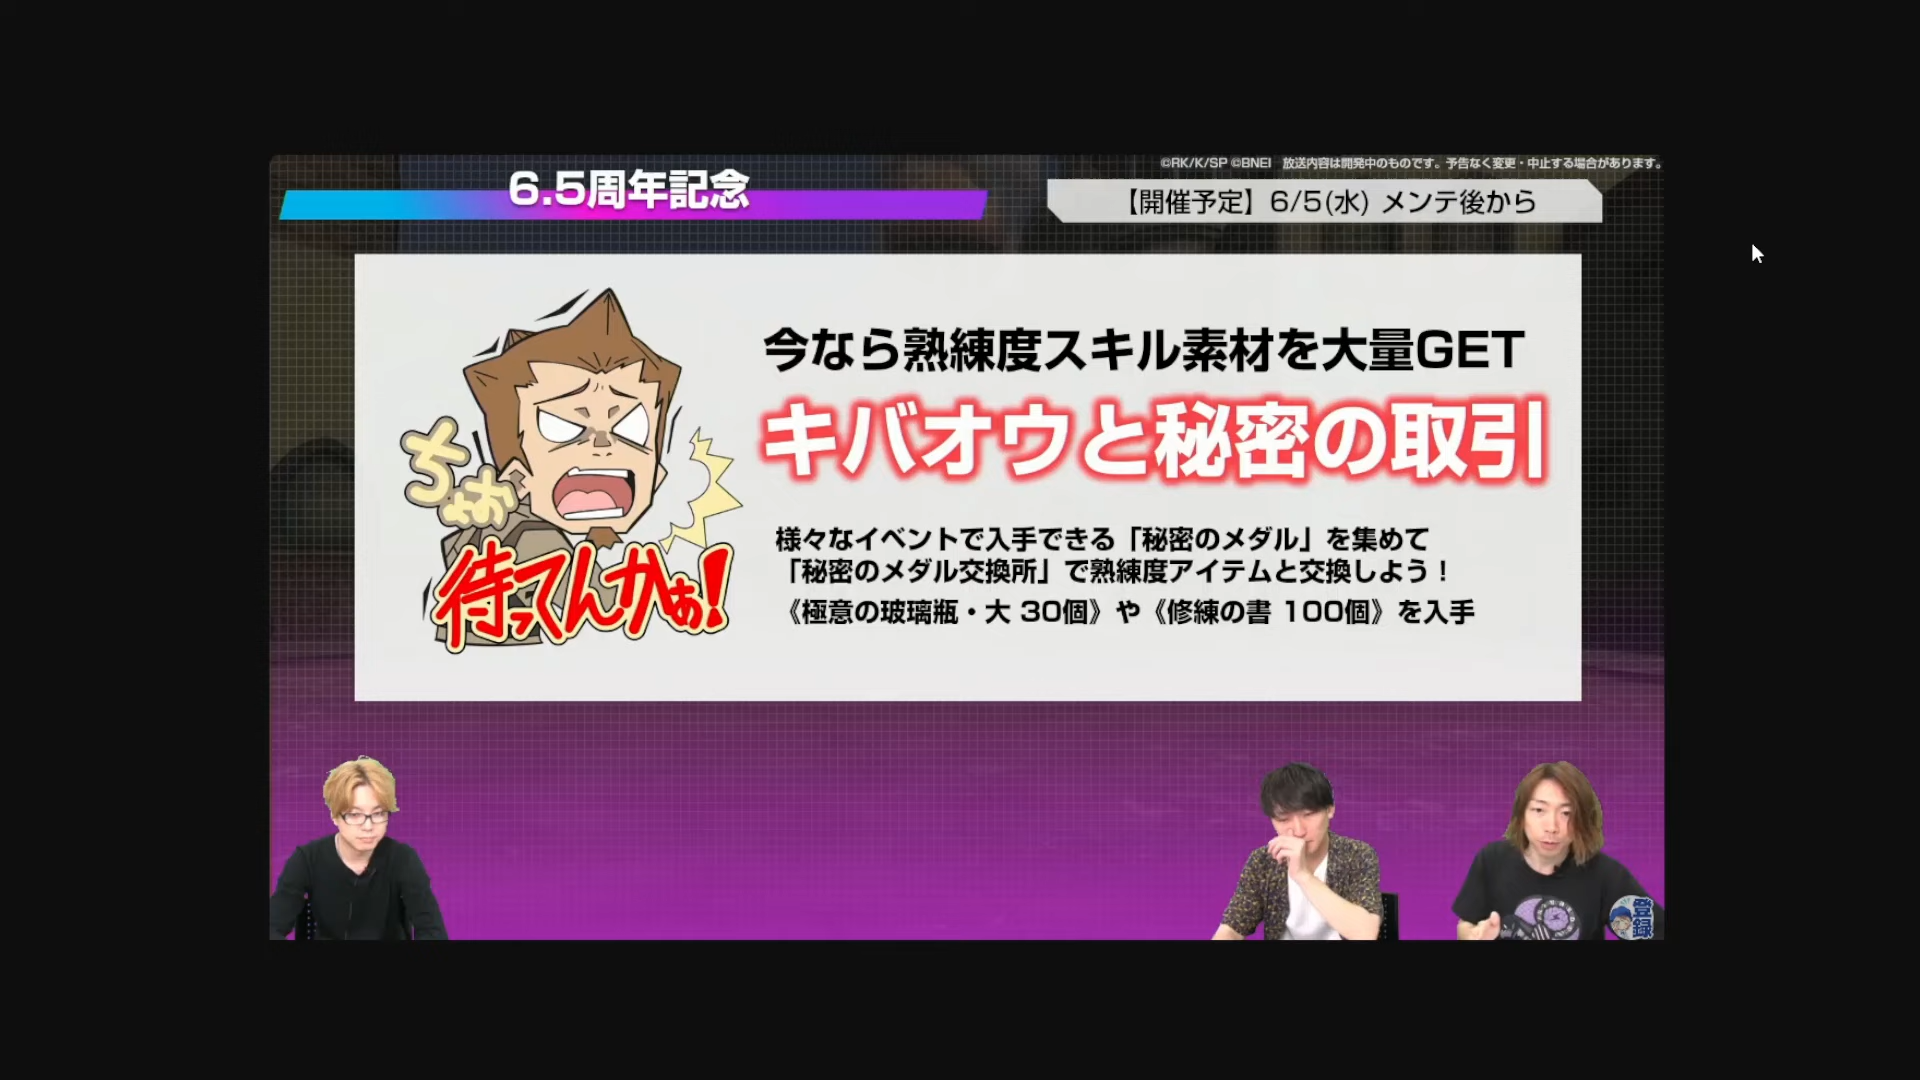 ©RK/K/SP ©BNEI 放送内容は開発中のものです。予告なく変更・中止する場合があります。
6.5周年記念
【開催予定】6/5(水) メンテ後から
今なら熟練度スキル素材を大量GET
キバオウと秘密の取引
ちょお
待ってんかぁ!
様々なイベントで入手できる「秘密のメダル」を集めて
「秘密のメダル交換所」で熟練度アイテムと交換しよう！
《極意の玻璃瓶・大 30個》や《修練の書 100個》を入手
登録